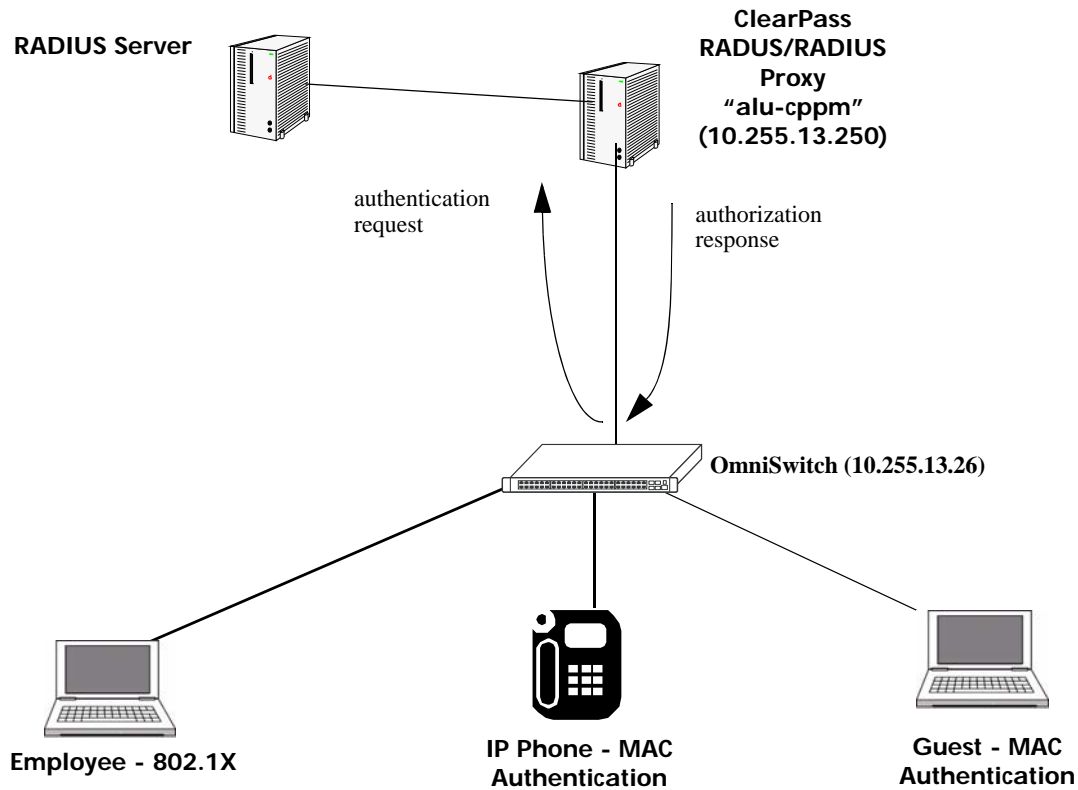 RADIUS Server
ClearPass
RADUS/RADIUS
Proxy
“alu-cppm”
(10.255.13.250)
authentication
request
authorization
response
OmniSwitch (10.255.13.26)
Employee - 802.1X
IP Phone - MAC
Authentication
Guest - MAC
Authentication